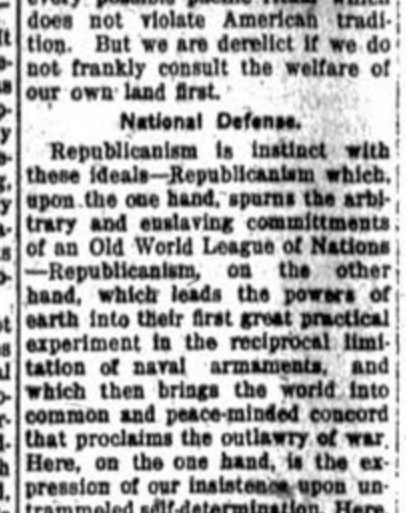 does not violate American tradi-
tion. But we are derelict if we do
not frankly consult the welfare of
our own land first.
National Defense.
Republicanism is instinct with
these ideals—Republicanism which,
upon the one hand, spurns the arbi-
trary and enslaving committments
of an Old World League of Nations
—Republicanism, on the other
hand, which leads the powers of
earth into their first great practical
experiment in the reciprocal limi-
tation of naval armaments, and
which then brings the world into
common and peace-minded concord
that proclaims the outlawry of war.
Here, on the one hand, is the ex-
pression of our insistence upon un-
trammeled self-determination. Here